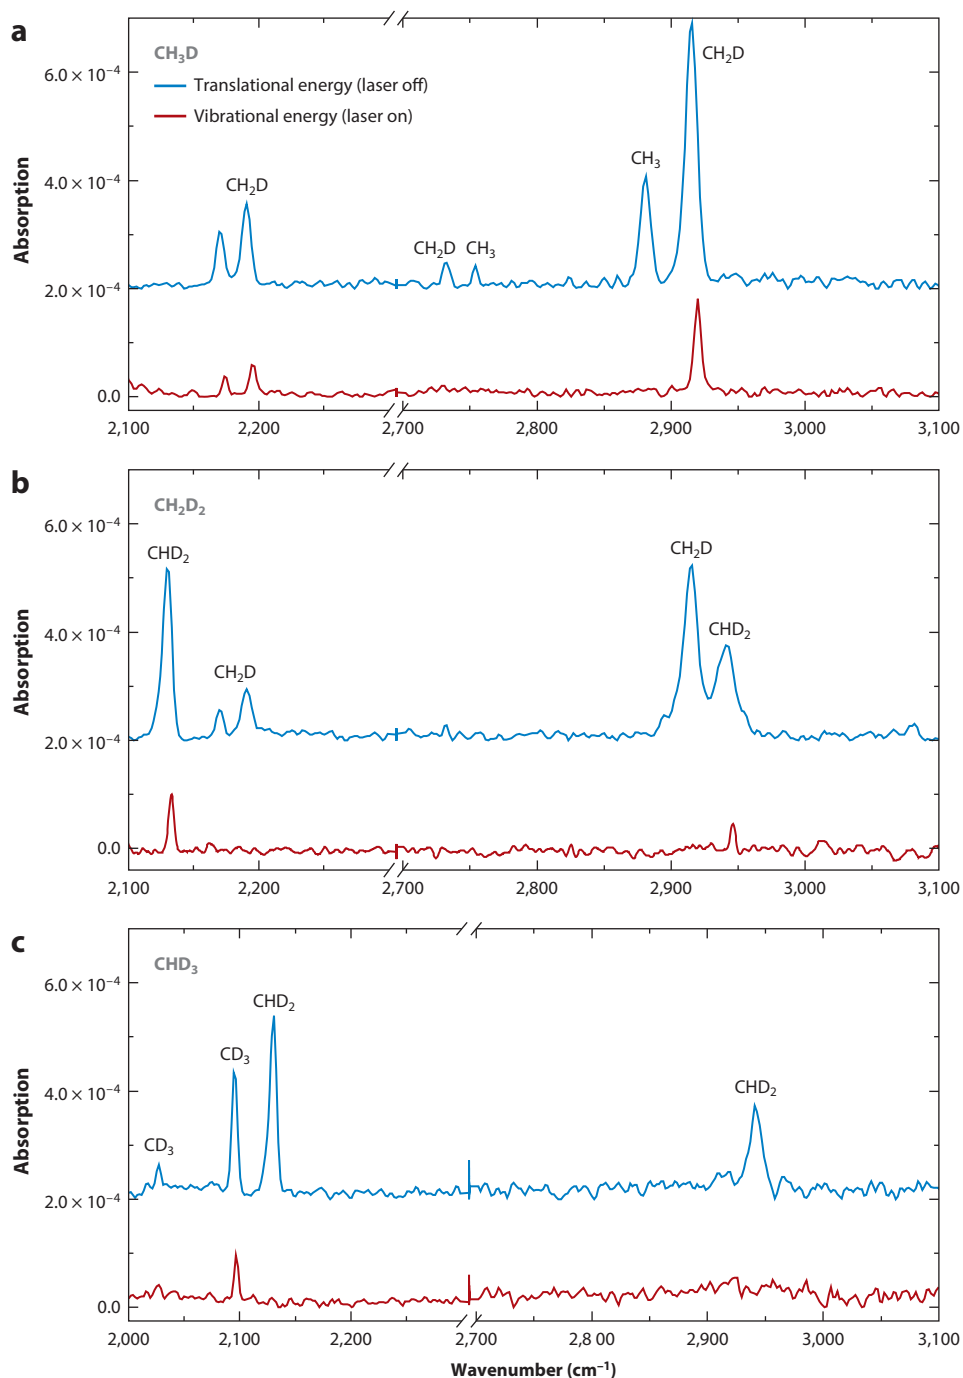 a
CH₃D
Translational energy (laser off)
Vibrational energy (laser on)
CH₂D
CH₂D
CH₃
CH₃
CH₂D
6.0 × 10⁻⁴
4.0 × 10⁻⁴
2.0 × 10⁻⁴
0.0
Absorption
2,100 2,200 2,700 2,800 2,900 3,000 3,100
b
CH₂D₂
CHD₂
CH₂D
CH₂D
CHD₂
6.0 × 10⁻⁴
4.0 × 10⁻⁴
2.0 × 10⁻⁴
0.0
Absorption
2,100 2,200 2,700 2,800 2,900 3,000 3,100
c
CHD₃
CD₃
CD₃
CHD₂
CHD₂
6.0 × 10⁻⁴
4.0 × 10⁻⁴
2.0 × 10⁻⁴
0.0
Absorption
2,000 2,100 2,200 2,700 2,800 2,900 3,000 3,100
Wavenumber (cm⁻¹)